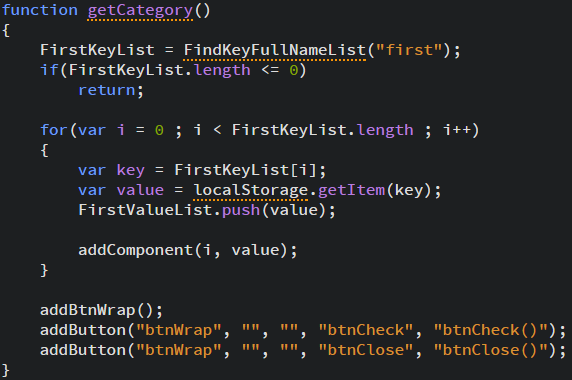 function getCategory()
{
    FirstKeyList = FindKeyFullNameList("first");
    if(FirstKeyList.length <= 0)
        return;

    for(var i = 0 ; i < FirstKeyList.length ; i++)
    {
        var key = FirstKeyList[i];
        var value = localStorage.getItem(key);
        FirstValueList.push(value);

        addComponent(i, value);
    }

    addBtnWrap();
    addButton("btnWrap", "", "", "btnCheck", "btnCheck()");
    addButton("btnWrap", "", "", "btnClose", "btnClose()");
}